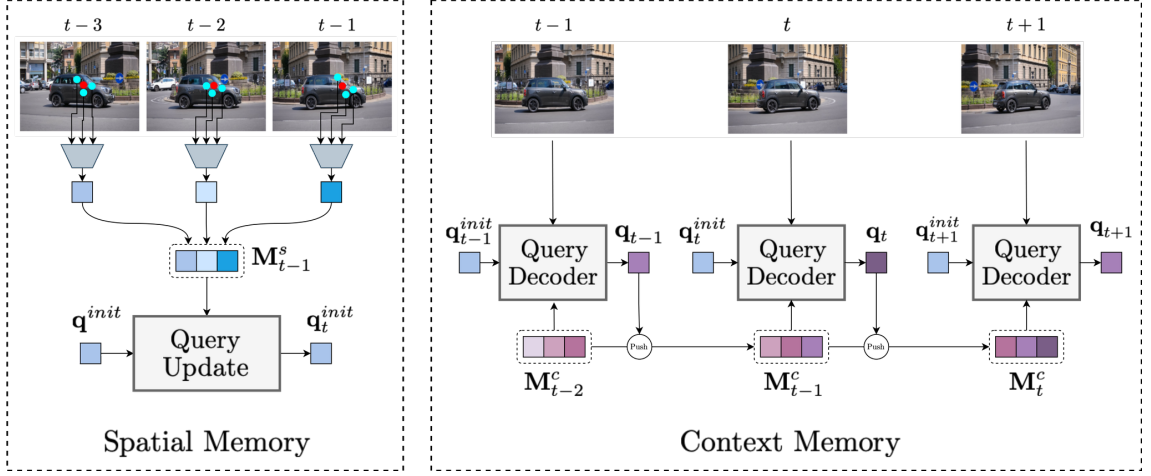 t − 3
t − 2
t − 1
M^s_{t−1}
q^{init}
Query
Update
q^{init}_t
Spatial Memory
t − 1
t
t + 1
q^{init}_{t−1}
Query
Decoder
q_{t−1}
q^{init}_t
Query
Decoder
q_t
q^{init}_{t+1}
Query
Decoder
q_{t+1}
Push
Push
M^c_{t−2}
M^c_{t−1}
M^c_t
Context Memory